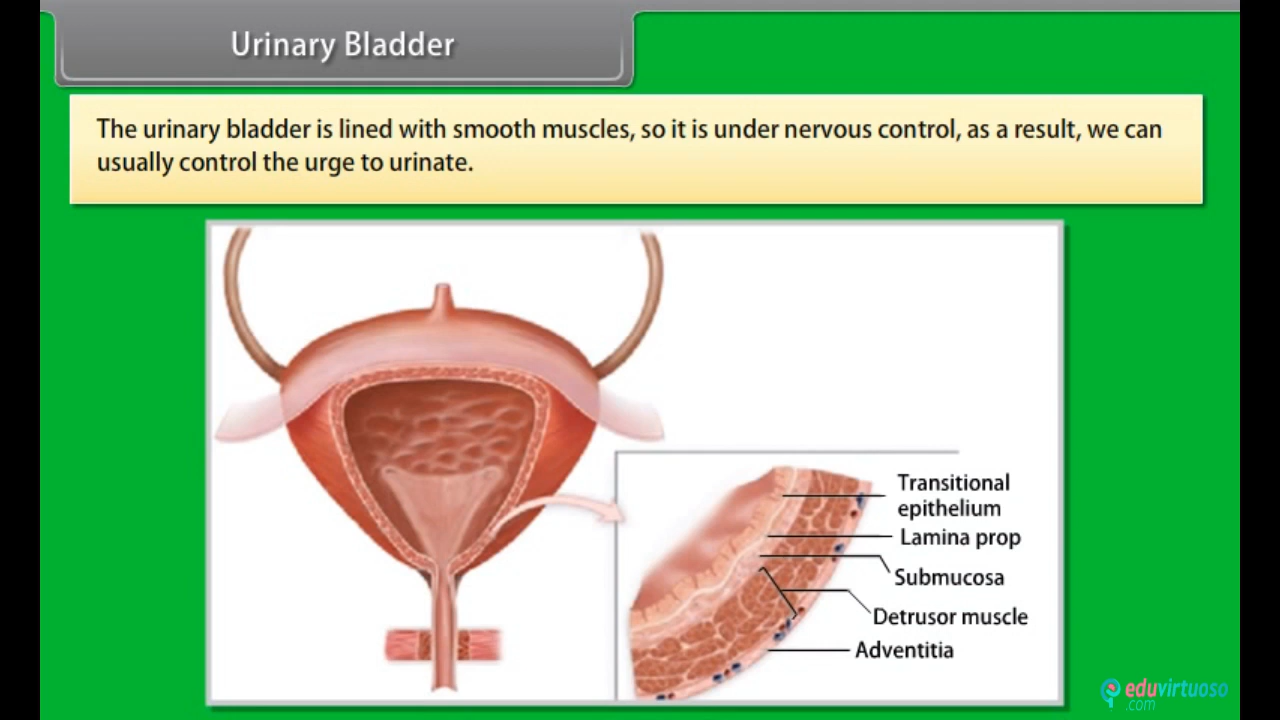 Urinary Bladder
The urinary bladder is lined with smooth muscles, so it is under nervous control, as a result, we can
usually control the urge to urinate.
Transitional
epithelium
Lamina prop
Submucosa
Detrusor muscle
Adventitia
eduvirtuoso
.com